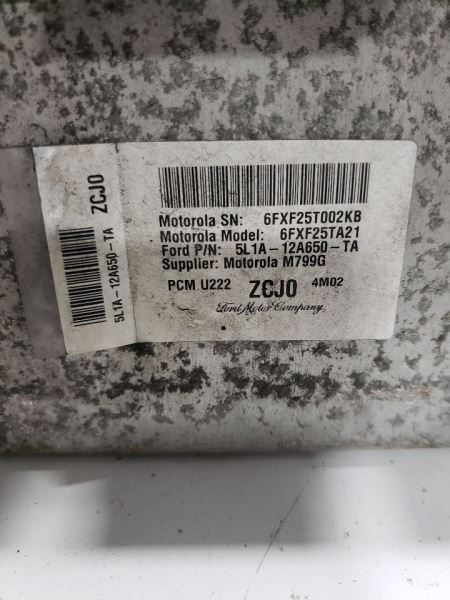 ZCJ0
5L1A-12A650-TA
Motorola SN: 6FXF25T002KB
Motorola Model: 6FXF25TA21
Ford P/N: 5L1A-12A650-TA
Supplier: Motorola M799G
PCM U222 ZCJ0 4M02
Ford Motor Company